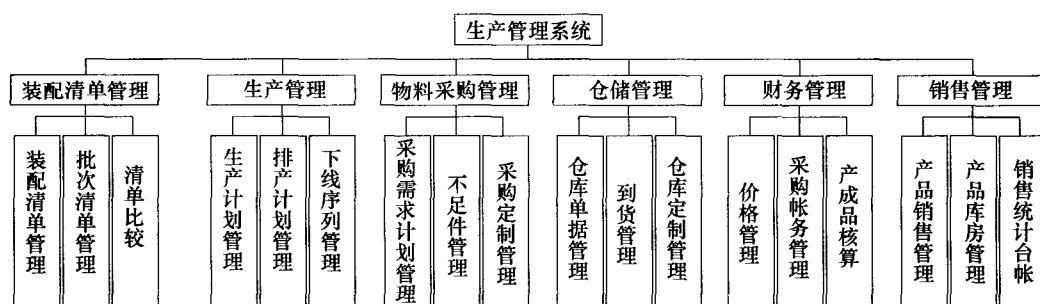 生产管理系统
装配清单管理
生产管理
物料采购管理
仓储管理
财务管理
销售管理
装配清单管理
批次清单管理
清单比较
生产计划管理
排产计划管理
下线序列管理
采购需求计划管理
不足件管理
采购定制管理
仓库单据管理
到货管理
仓库定制管理
价格管理
采购帐务管理
产成品核算
产品销售管理
产品库房管理
销售统计台帐